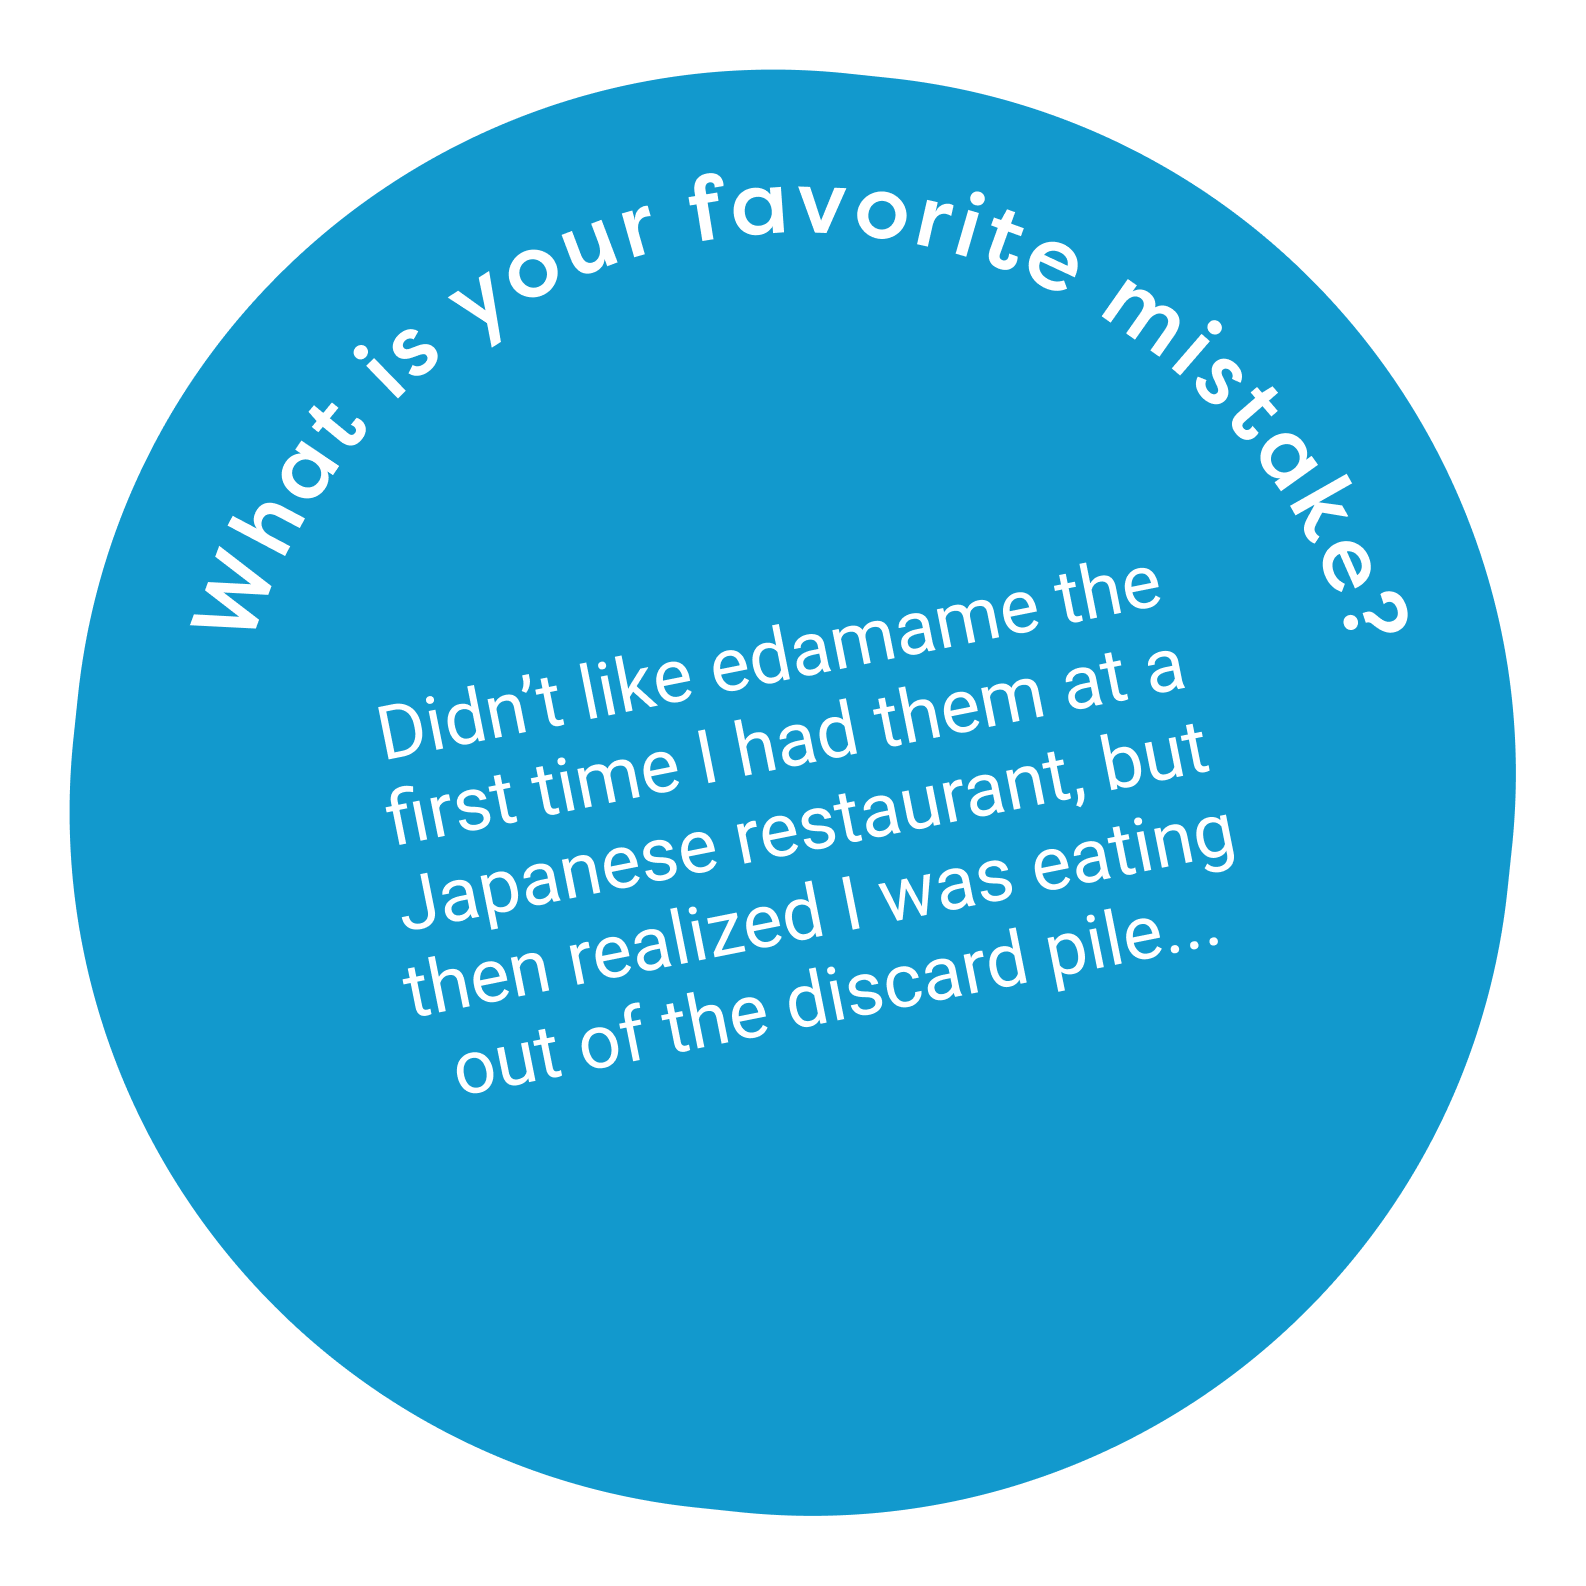 What is your favorite mistake?
Didn’t like edamame the
first time I had them at a
Japanese restaurant, but
then realized I was eating
out of the discard pile...